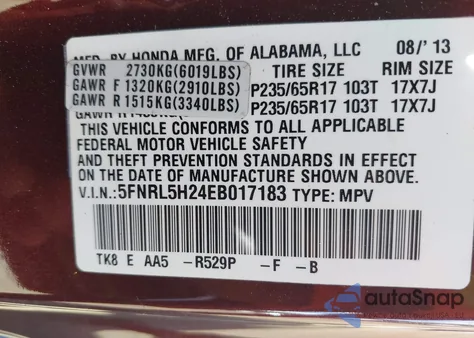 MFD. BY HONDA MFG. OF ALABAMA, LLC 08/'13
GVWR 2730KG(6019LBS) TIRE SIZE RIM SIZE
GAWR F 1320KG(2910LBS) P235/65R17 103T 17X7J
GAWR R 1515KG(3340LBS) P235/65R17 103T 17X7J
THIS VEHICLE CONFORMS TO ALL APPLICABLE
FEDERAL MOTOR VEHICLE SAFETY
AND THEFT PREVENTION STANDARDS IN EFFECT
ON THE DATE OF MANUFACTURE SHOWN ABOVE.
V.I.N.: 5FNRL5H24EB017183 TYPE: MPV
TK8 E AA5 -R529P -F -B
autoSnap